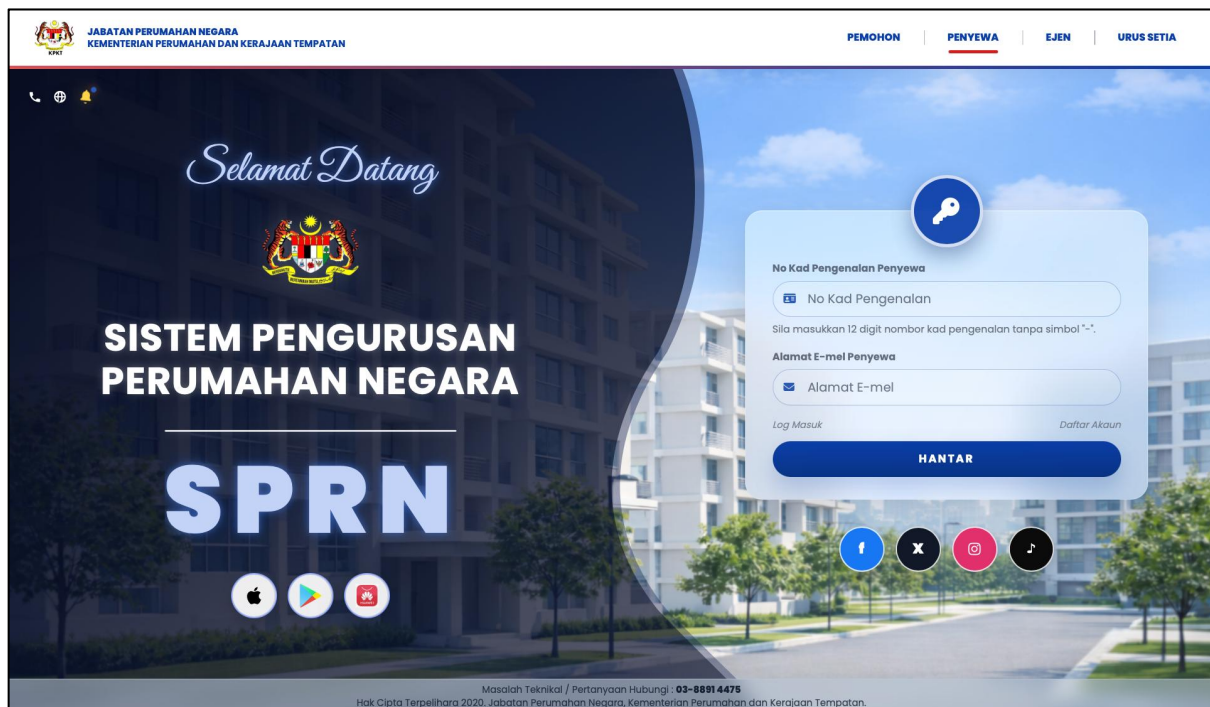 KPKT
JABATAN PERUMAHAN NEGARA
KEMENTERIAN PERUMAHAN DAN KERAJAAN TEMPATAN
PEMOHON
PENYEWA
EJEN
URUS SETIA
Selamat Datang
SISTEM PENGURUSAN
PERUMAHAN NEGARA
SPRN
No Kad Pengenalan Penyewa
No Kad Pengenalan
Sila masukkan 12 digit nombor kad pengenalan tanpa simbol "-".
Alamat E-mel Penyewa
Alamat E-mel
Log Masuk
Daftar Akaun
HANTAR
Masalah Teknikal / Pertanyaan Hubungi : 03-8891 4475
Hak Cipta Terpelihara 2020. Jabatan Perumahan Negara, Kementerian Perumahan dan Kerajaan Tempatan.